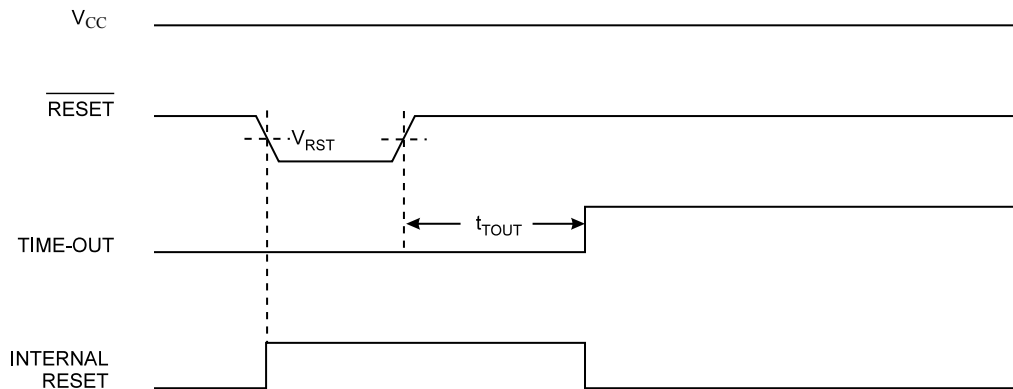 VCC
RESET
VRST
tTOUT
TIME-OUT
INTERNAL
RESET